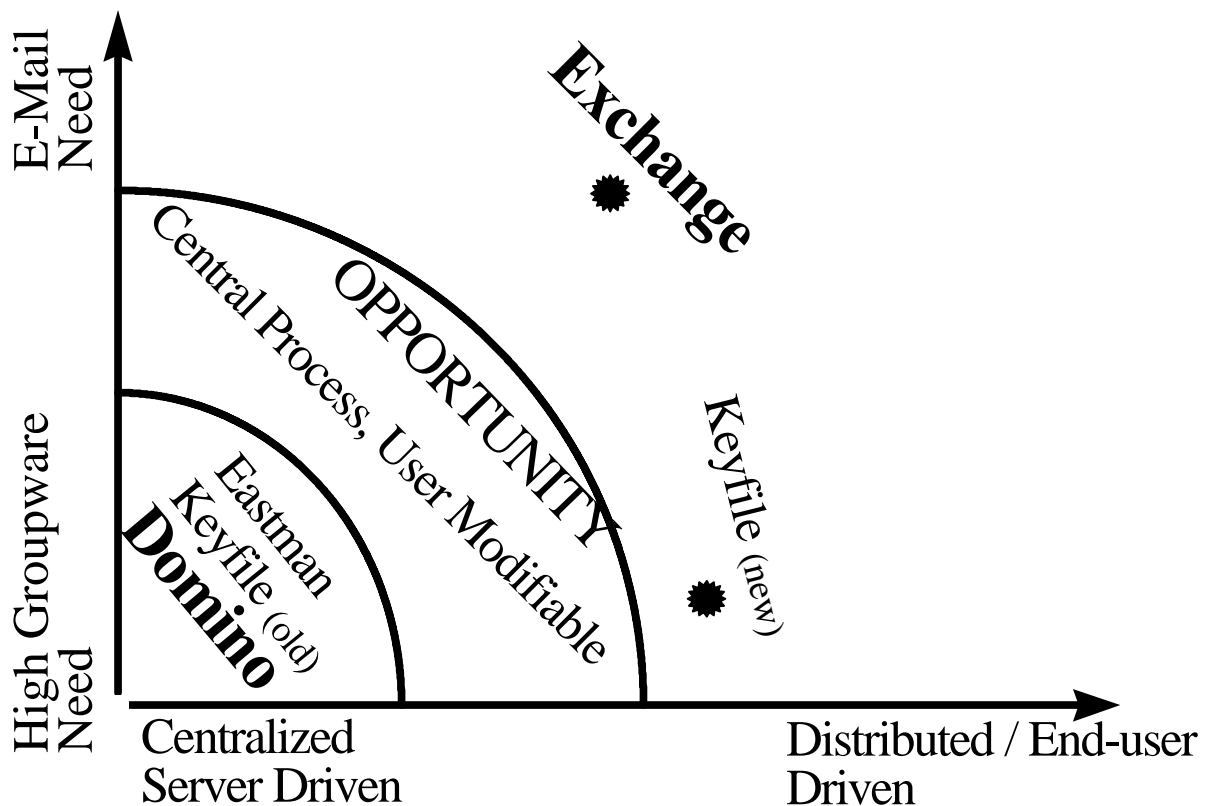 E-Mail
Need
Exchange
Central Process, User Modifiable
OPPORTUNITY
Keyfile (new)
Eastman
Keyfile (old)
Domino
High Groupware
Need
Centralized
Server Driven
Distributed / End-user
Driven